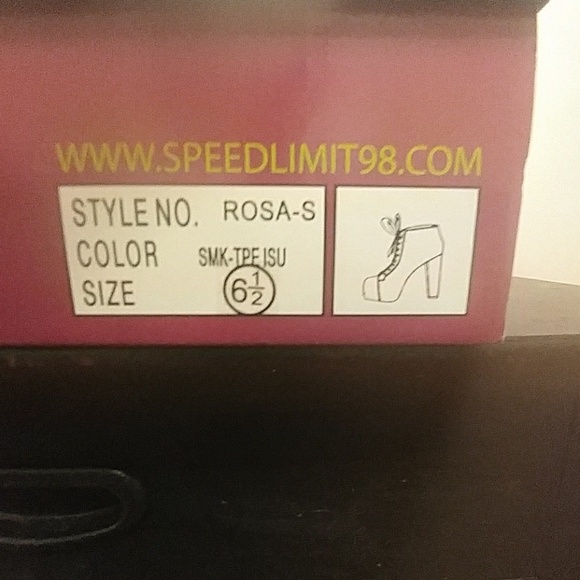 WWW.SPEEDLIMIT98.COM
STYLE NO. ROSA-S
COLOR SMK-TPE ISU
SIZE 6½